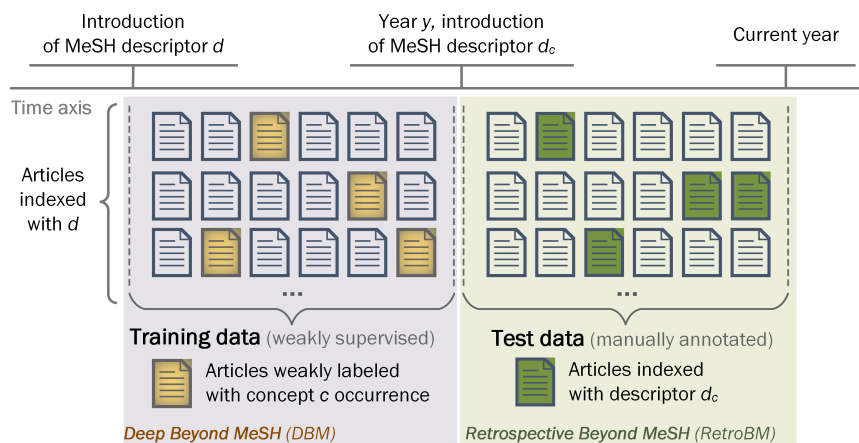 Introduction
of MeSH descriptor d
Year y, introduction
of MeSH descriptor dc
Current year
Time axis
Articles
indexed
with d
...
...
Training data (weakly supervised)
Articles weakly labeled
with concept c occurrence
Deep Beyond MeSH (DBM)
Test data (manually annotated)
Articles indexed
with descriptor dc
Retrospective Beyond MeSH (RetroBM)